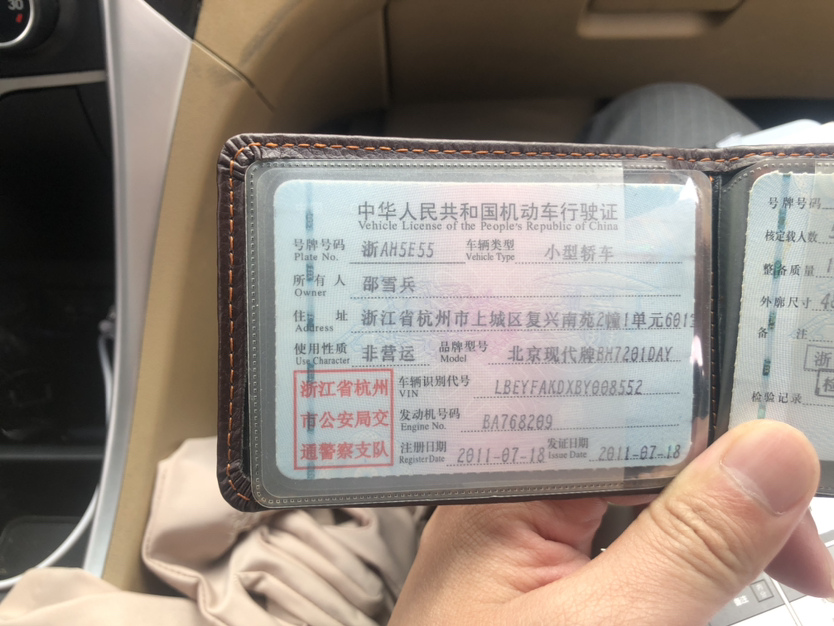 30
中华人民共和国机动车行驶证
Vehicle License of the People's Republic of China
号牌号码 浙AH5E55 车辆类型 小型轿车
Plate No. Vehicle Type
所有人 邵雪兵
Owner
住址 浙江省杭州市上城区复兴南苑2幢1单元601
Address
使用性质 非营运 品牌型号 北京现代牌BH7201DAY
Use Character Model
浙江省杭州
市公安局交
通警察支队
车辆识别代号 LBEYFAKDXBY008552
VIN
发动机号码 BA768209
Engine No.
注册日期 2011-07-18 发证日期 2011-07-18
Register Date Issue Date
号牌号码
核定载人数
整备质量
外廓尺寸
备注
浙
检验记录